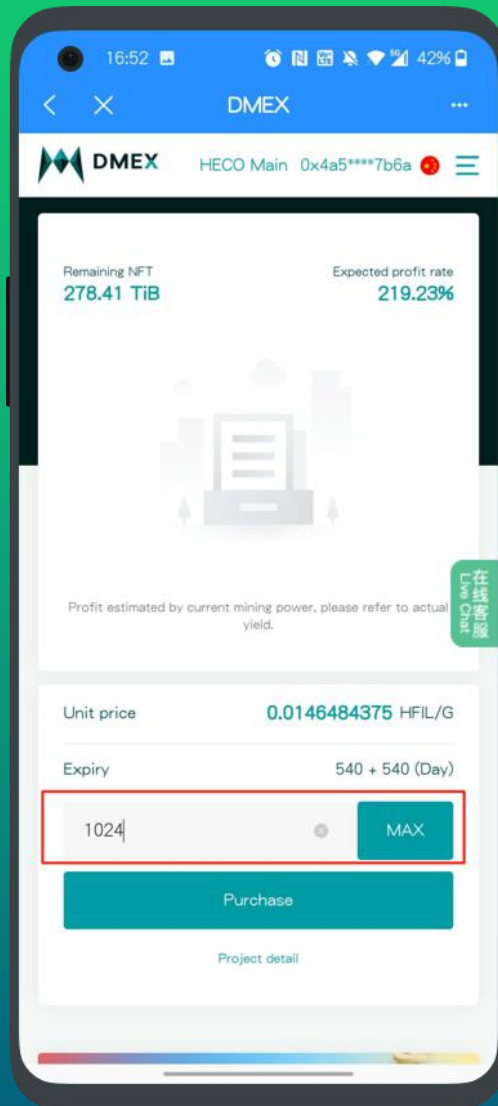 16:52
5G
42%
DMEX
DMEX
HECO Main 0x4a5****7b6a
Remaining NFT
278.41 TiB
Expected profit rate
219.23%
Profit estimated by current mining power, please refer to actual
yield.
在线客服
Live Chat
Unit price
0.0146484375 HFIL/G
Expiry
540 + 540 (Day)
1024
MAX
Purchase
Project detail